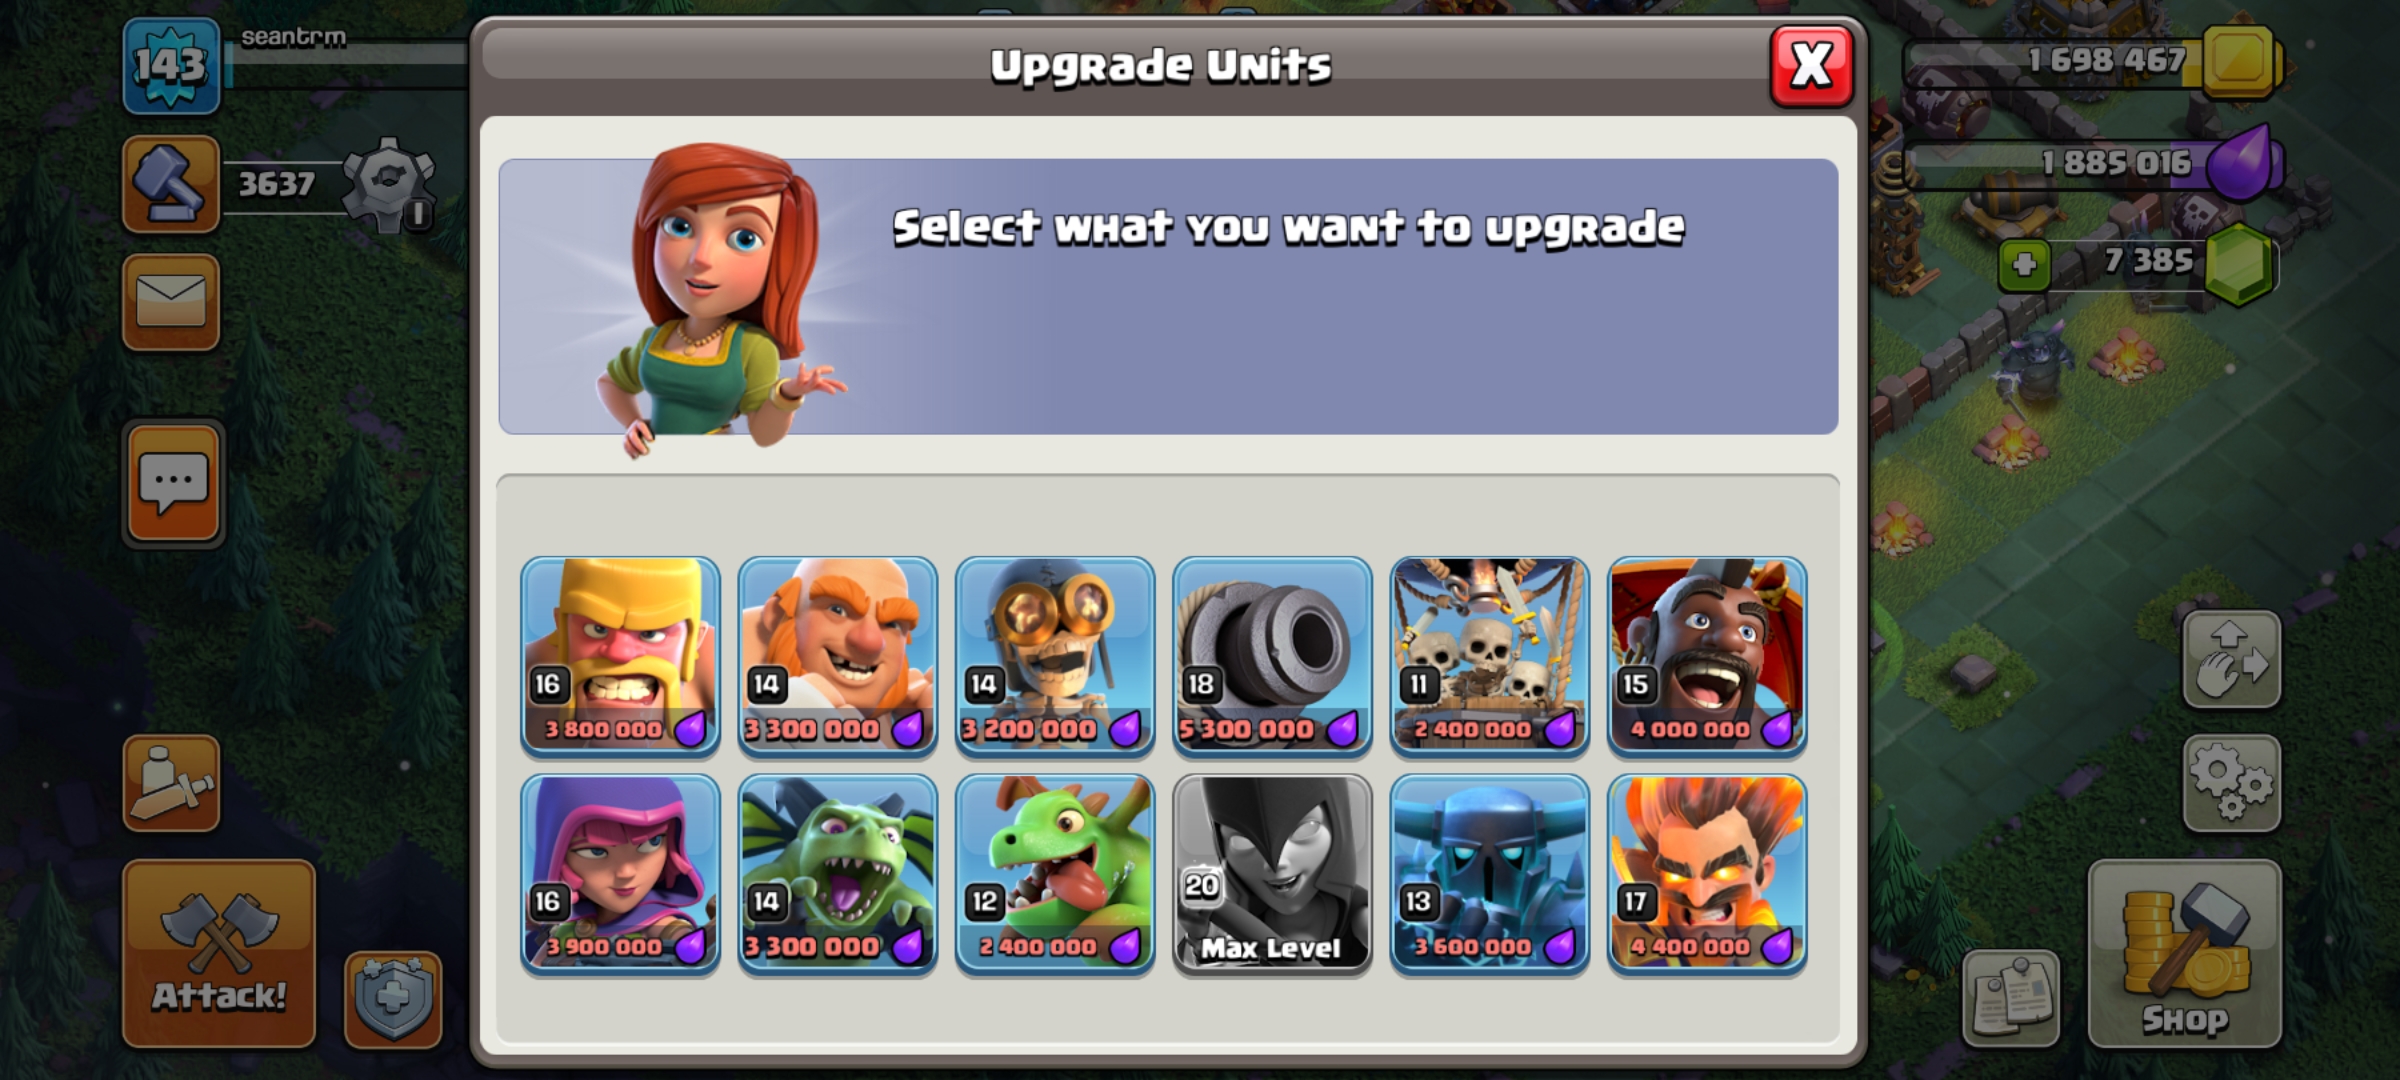 143
seantrm
Upgrade Units
X
1 698 467
3637
I
1 885 016
Select what you want to upgrade
7 385
16
3 800 000
14
3 300 000
14
3 200 000
18
5 300 000
11
2 400 000
15
4 000 000
16
3 900 000
14
3 300 000
12
2 400 000
20
Max Level
13
3 600 000
17
4 400 000
Attack!
Shop